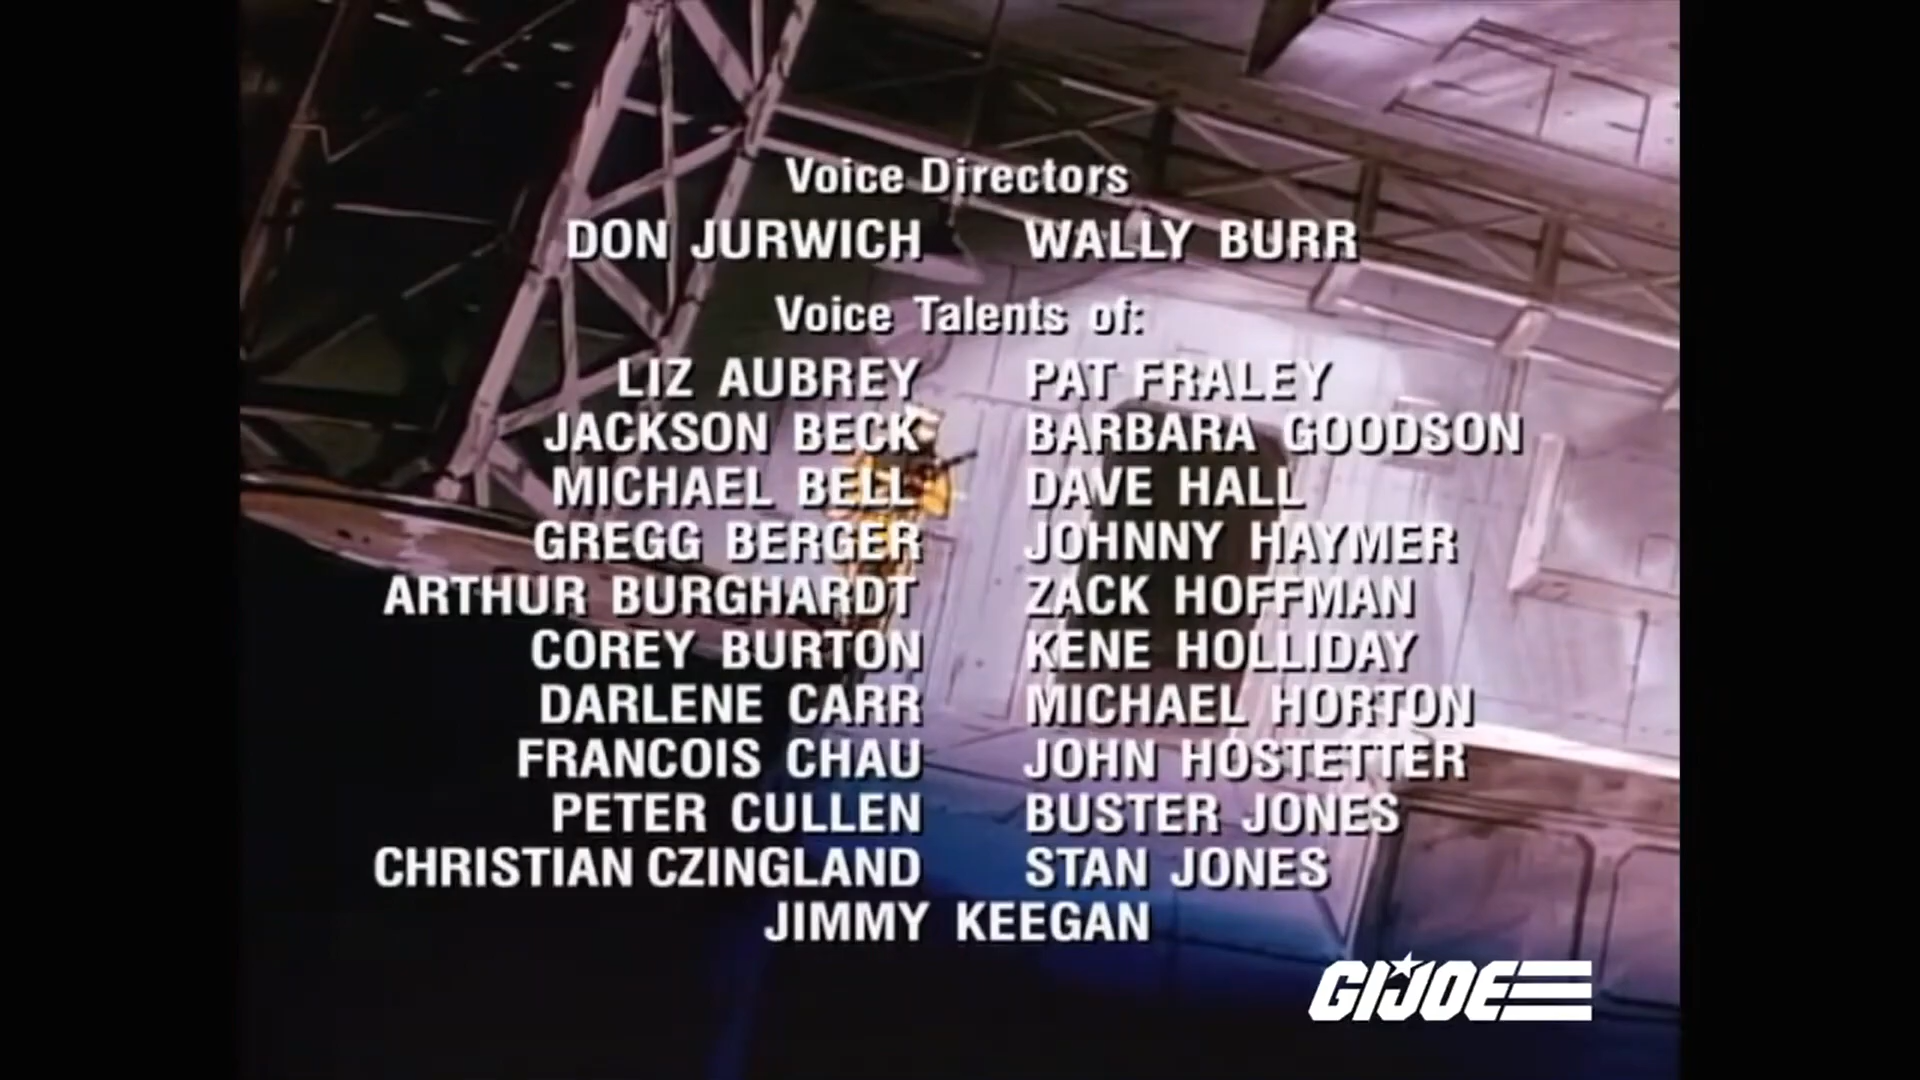 Voice Directors
DON JURWICH WALLY BURR
Voice Talents of:
LIZ AUBREY PAT FRALEY
JACKSON BECK BARBARA GOODSON
MICHAEL BELL DAVE HALL
GREGG BERGER JOHNNY HAYMER
ARTHUR BURGHARDT ZACK HOFFMAN
COREY BURTON KENE HOLLIDAY
DARLENE CARR MICHAEL HORTON
FRANCOIS CHAU JOHN HOSTETTER
PETER CULLEN BUSTER JONES
CHRISTIAN CZINGLAND STAN JONES
JIMMY KEEGAN
GIJOE